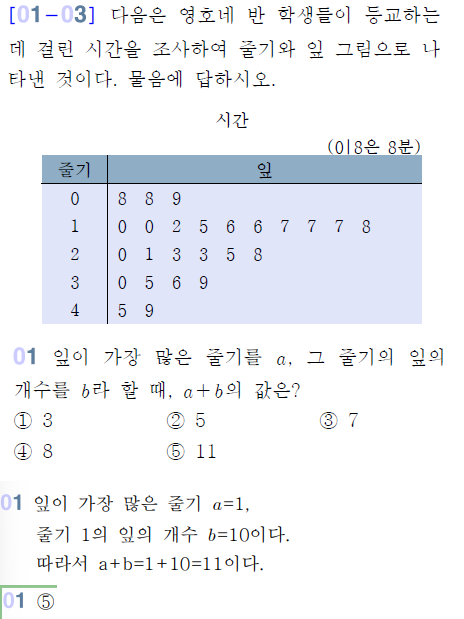 [01-03] 다음은 영호네 반 학생들이 등교하는
데 걸린 시간을 조사하여 줄기와 잎 그림으로 나
타낸 것이다. 물음에 답하시오.
시간
(0|8은 8분)
줄기 잎
0 8 8 9
1 0 0 2 5 6 6 7 7 7 8
2 0 1 3 3 5 8
3 0 5 6 9
4 5 9
01 잎이 가장 많은 줄기를 a, 그 줄기의 잎의
개수를 b라 할 때, a+b의 값은?
① 3 ② 5 ③ 7
④ 8 ⑤ 11
01 잎이 가장 많은 줄기 a=1,
줄기 1의 잎의 개수 b=10이다.
따라서 a+b=1+10=11이다.
01 ⑤